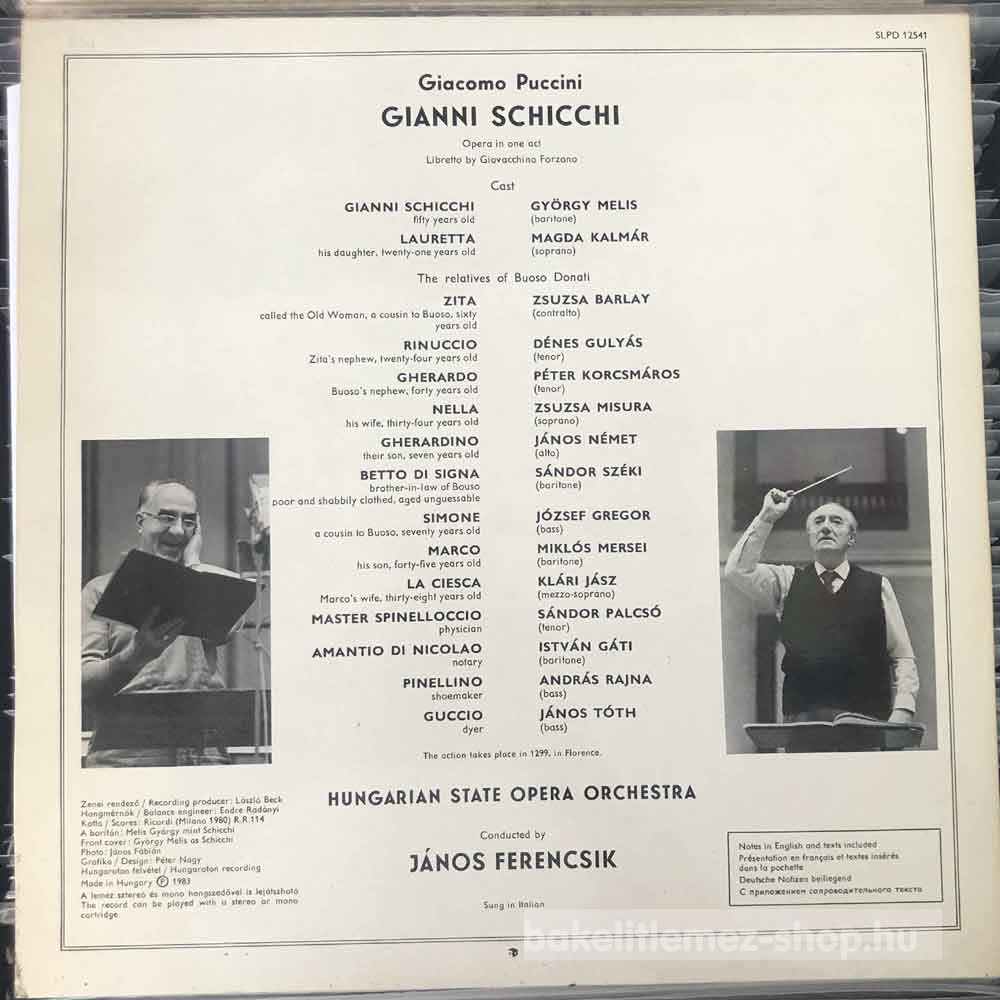 SLPD 12541
Giacomo Puccini
GIANNI SCHICCHI
Opera in one act
Libretto by Giovacchino Forzano
Cast
GIANNI SCHICCHI GYÖRGY MELIS
fifty years old (baritone)
LAURETTA MAGDA KALMÁR
his daughter, twenty-one years old (soprano)
The relatives of Buoso Donati
ZITA ZSUZSA BARLAY
called the Old Woman, a cousin to Buoso, sixty (contralto)
years old
RINUCCIO DÉNES GULYÁS
Zita's nephew, twenty-four years old (tenor)
GHERARDO PÉTER KORCSMÁROS
Buoso's nephew, forty years old (tenor)
NELLA ZSUZSA MISURA
his wife, thirty-four years old (soprano)
GHERARDINO JÁNOS NÉMET
their son, seven years old (alto)
BETTO DI SIGNA SÁNDOR SZÉKI
brother-in-law of Bouso (baritone)
poor and shabbily clothed, aged unguessable
SIMONE JÓZSEF GREGOR
a cousin to Buoso, seventy years old (bass)
MARCO MIKLÓS MERSEI
his son, forty-five years old (baritone)
LA CIESCA KLÁRI JÁSZ
Marco's wife, thirty-eight years old (mezzo-soprano)
MASTER SPINELLOCCIO SÁNDOR PALCSÓ
physician (tenor)
AMANTIO DI NICOLAO ISTVÁN GÁTI
notary (baritone)
PINELLINO ANDRÁS RAJNA
shoemaker (bass)
GUCCIO JÁNOS TÓTH
dyer (bass)
The action takes place in 1299, in Florence.
HUNGARIAN STATE OPERA ORCHESTRA
Conducted by
JÁNOS FERENCSIK
Sung in Italian
Zenei rendező / Recording producer: László Beck
Hangmérnök / Balance engineer: Endre Radányi
Kotta / Scores: Ricordi (Milano 1980) R.R.114
A borítón: Melis György mint Schicchi
Front cover: György Melis as Schicchi
Photo: János Fábián
Grafika / Design: Péter Nagy
Hungaroton felvétel / Hungaroton recording
Made in Hungary Ⓟ 1983
A lemez sztereó és mono hangszedővel is lejátszható
The record can be played with a stereo or mono
cartridge.
Notes in English and texts included
Présentation en français et textes insérés
dans la pochette
Deutsche Notizen beiliegend
С приложением сопроводительного текста
bakelitlemez-shop.hu